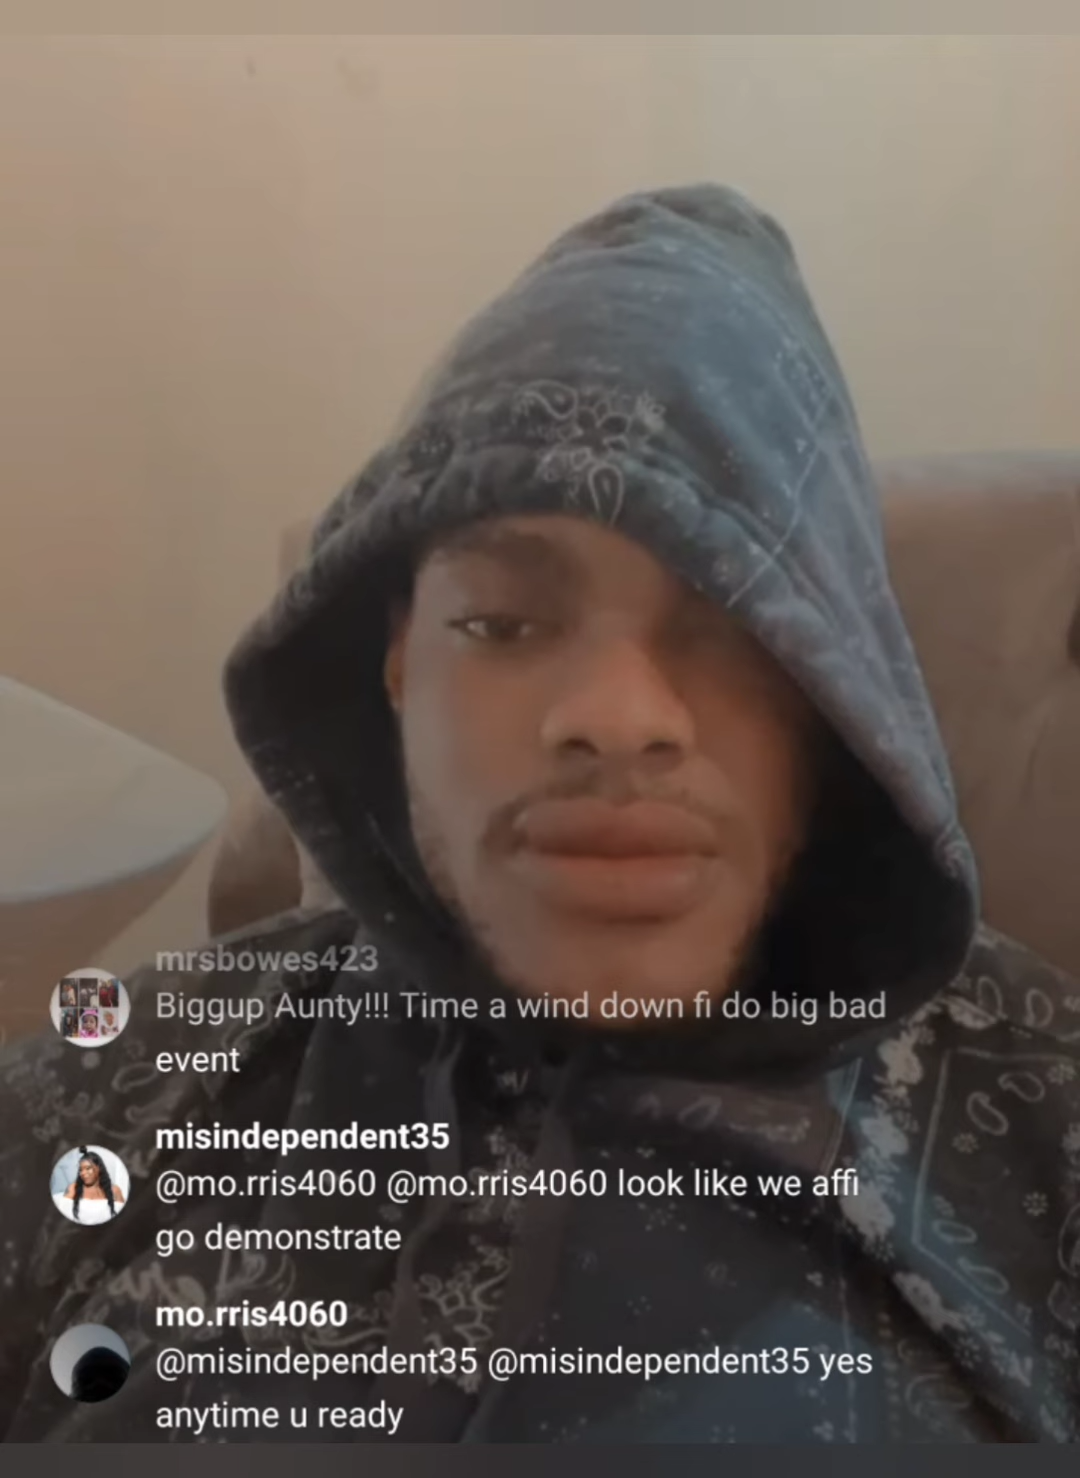 mrsbowes423
Biggup Aunty!!! Time a wind down fi do big bad
event
misindependent35
@mo.rris4060 @mo.rris4060 look like we affi
go demonstrate
mo.rris4060
@misindependent35 @misindependent35 yes
anytime u ready